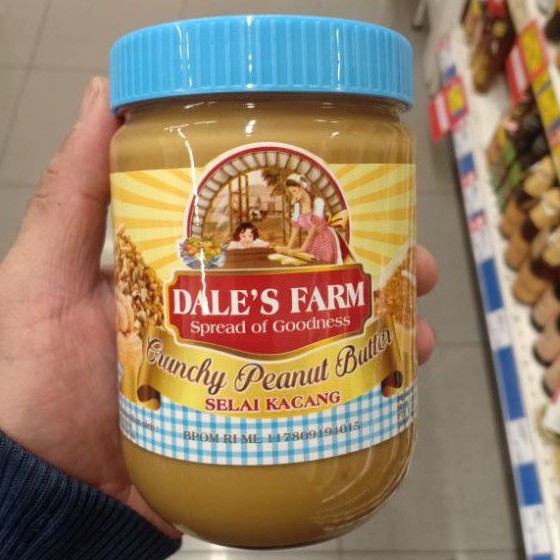 DALE'S FARM
Spread of Goodness
Crunchy Peanut Butter
SELAI KACANG
BPOM RI ML 117809194015